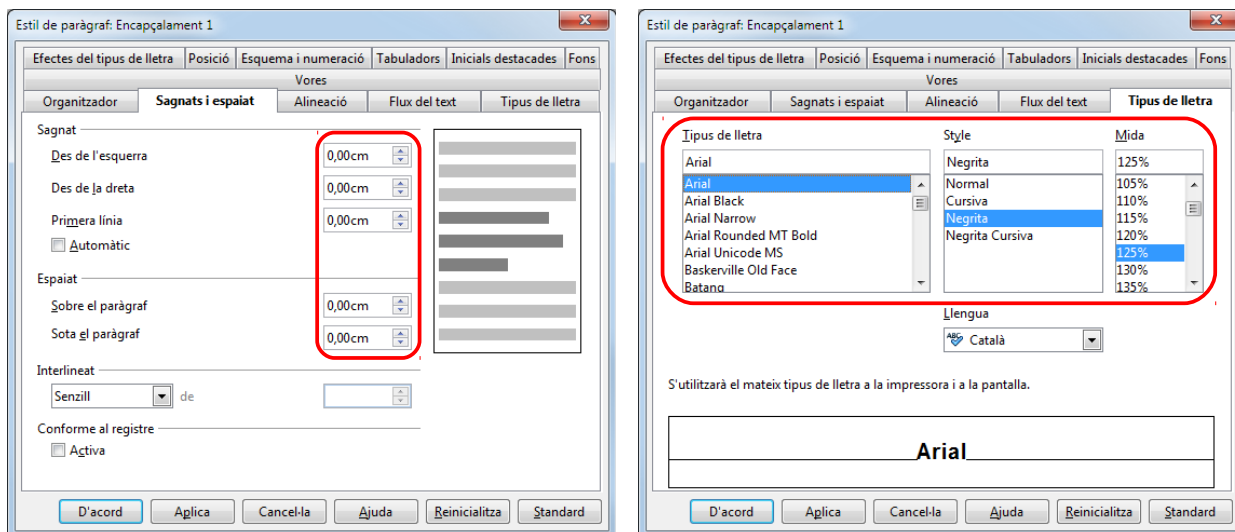 Estil de paràgraf: Encapçalament 1
Efectes del tipus de lletra Posició Esquema i numeració Tabuladors Inicials destacades Fons
Vores
Organitzador Sagnats i espaiat Alineació Flux del text Tipus de lletra
Sagnat
Des de l'esquerra 0,00cm
Des de la dreta 0,00cm
Primera línia 0,00cm
Automàtic
Espaiat
Sobre el paràgraf 0,00cm
Sota el paràgraf 0,00cm
Interlineat
Senzill de
Conforme al registre
Activa
D'acord Aplica Cancel·la Ajuda Reinicialitza Standard
Estil de paràgraf: Encapçalament 1
Efectes del tipus de lletra Posició Esquema i numeració Tabuladors Inicials destacades Fons
Vores
Organitzador Sagnats i espaiat Alineació Flux del text Tipus de lletra
Tipus de lletra Style Mida
Arial Negrita 125%
Arial Normal 105%
Arial Black Cursiva 110%
Arial Narrow Negrita 115%
Arial Rounded MT Bold Negrita Cursiva 120%
Arial Unicode MS 125%
Baskerville Old Face 130%
Batang 135%
Llengua
ABC Català
S'utilitzarà el mateix tipus de lletra a la impressora i a la pantalla.
Arial
D'acord Aplica Cancel·la Ajuda Reinicialitza Standard